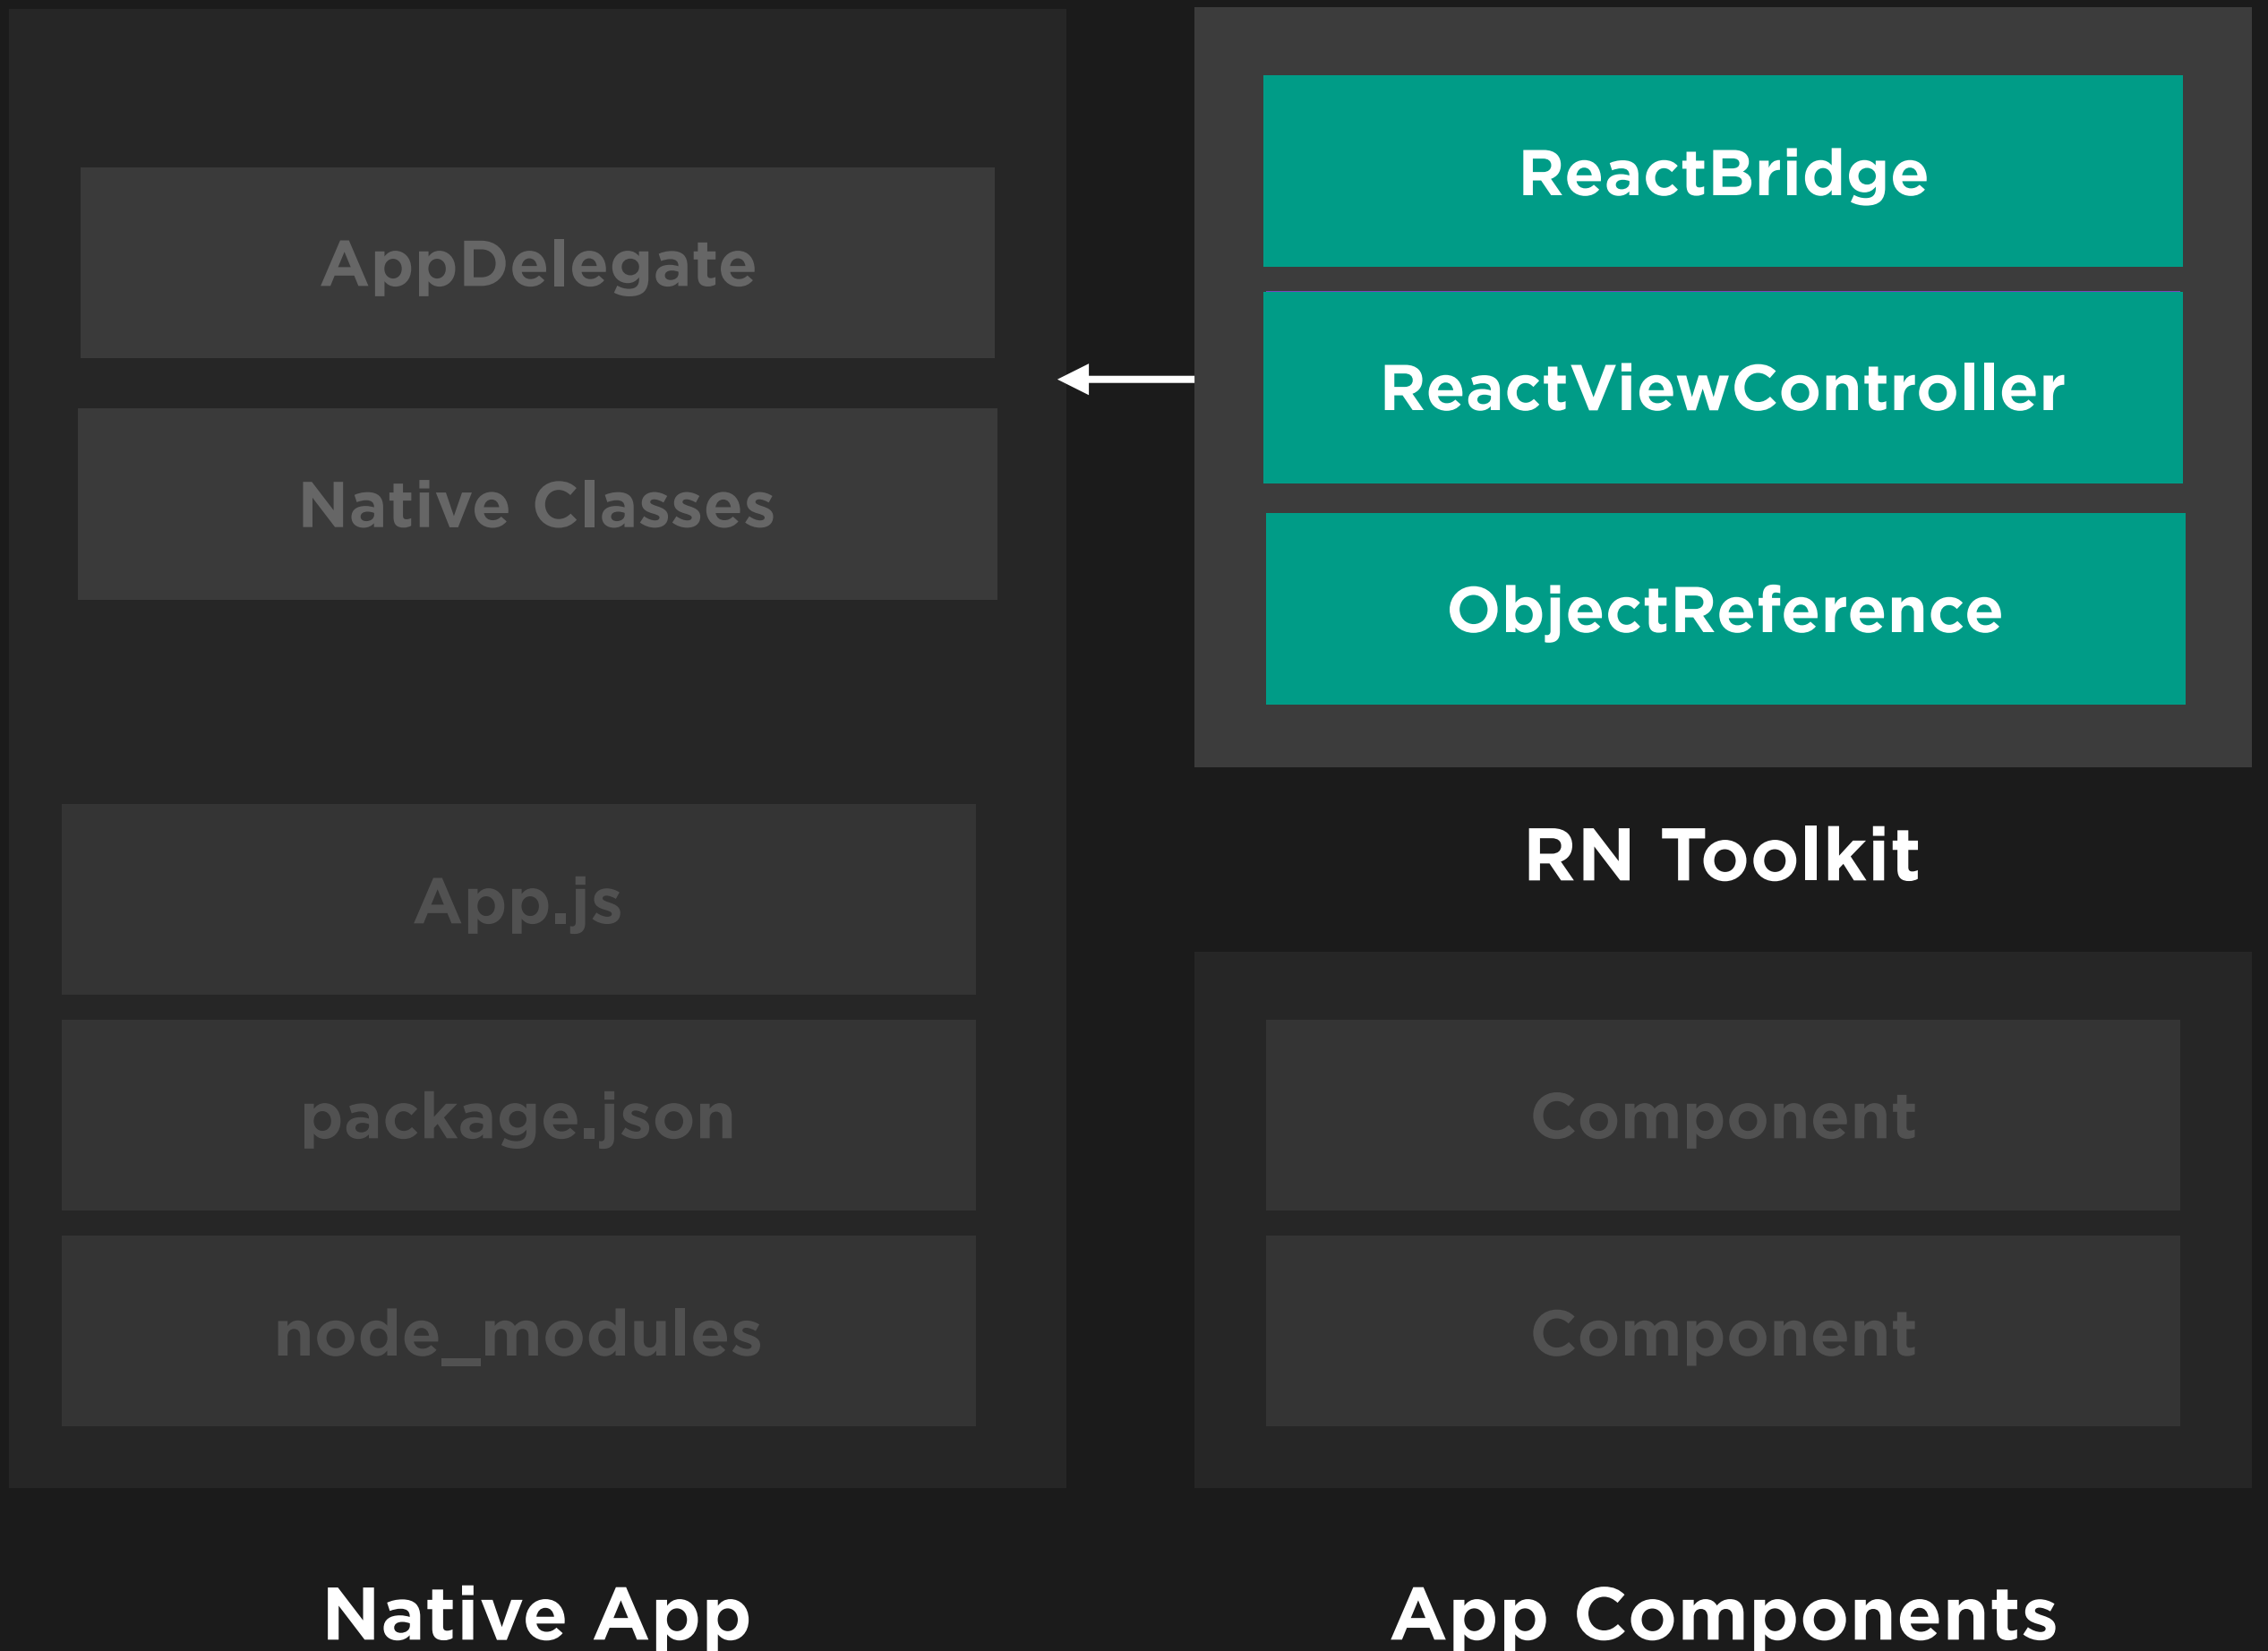 AppDelegate
Native Classes
App.js
package.json
node_modules
Native App
ReactBridge
ReactViewController
ObjectReference
RN Toolkit
Component
Component
App Components